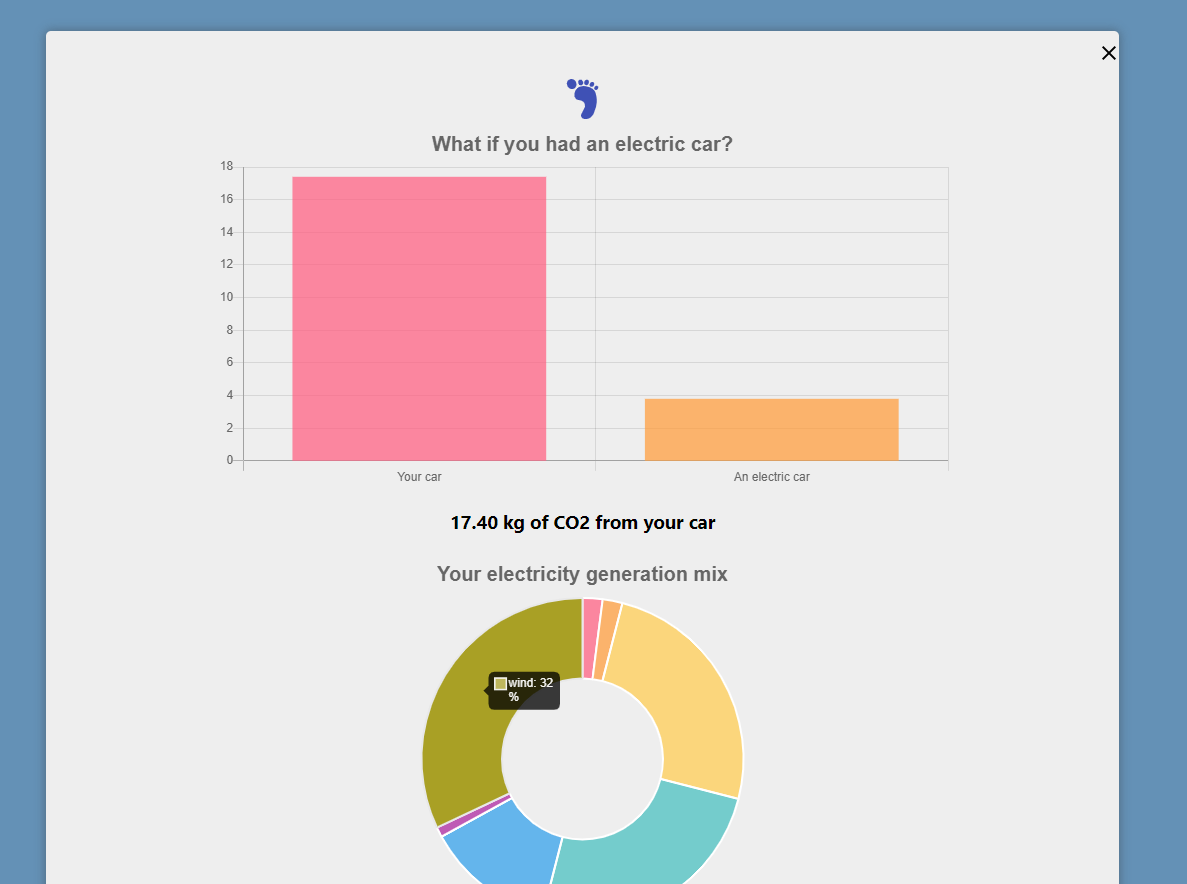 What if you had an electric car?
18
16
14
12
10
8
6
4
2
0
Your car An electric car
17.40 kg of CO2 from your car
Your electricity generation mix
wind: 32
%